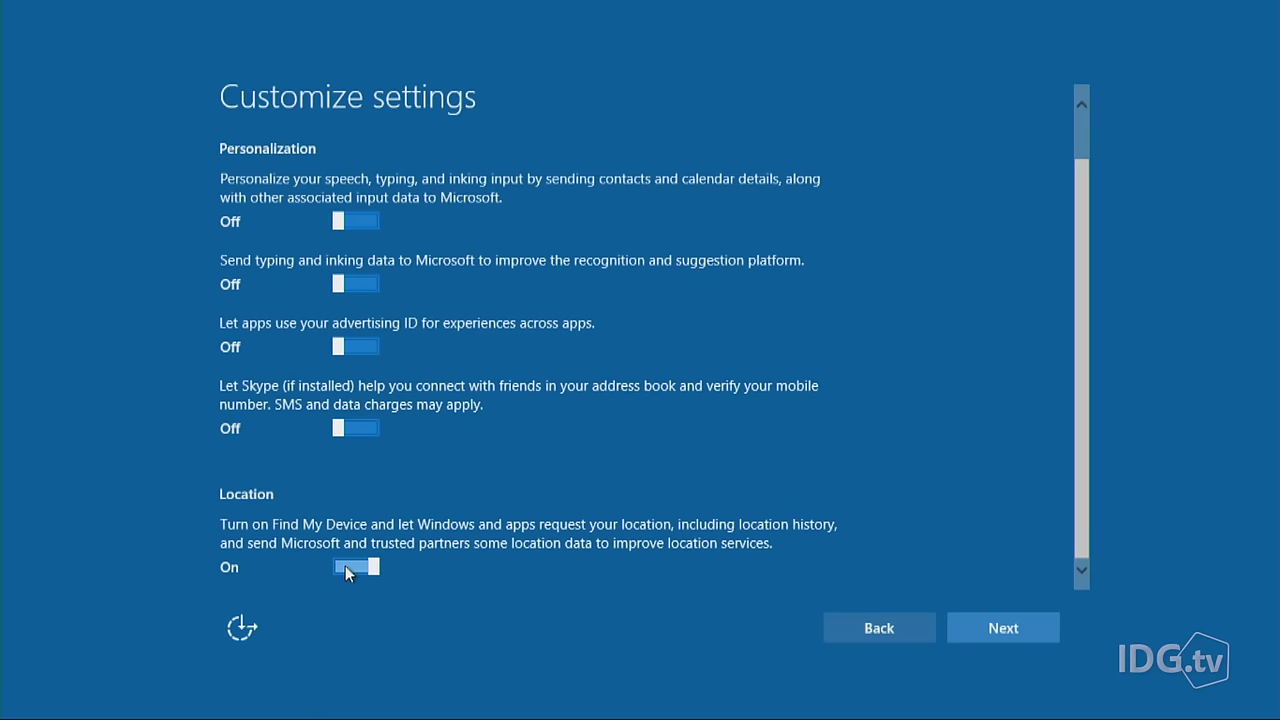 Customize settings
Personalization
Personalize your speech, typing, and inking input by sending contacts and calendar details, along
with other associated input data to Microsoft.
Off
Send typing and inking data to Microsoft to improve the recognition and suggestion platform.
Off
Let apps use your advertising ID for experiences across apps.
Off
Let Skype (if installed) help you connect with friends in your address book and verify your mobile
number. SMS and data charges may apply.
Off
Location
Turn on Find My Device and let Windows and apps request your location, including location history,
and send Microsoft and trusted partners some location data to improve location services.
On
Back
Next
IDG.tv